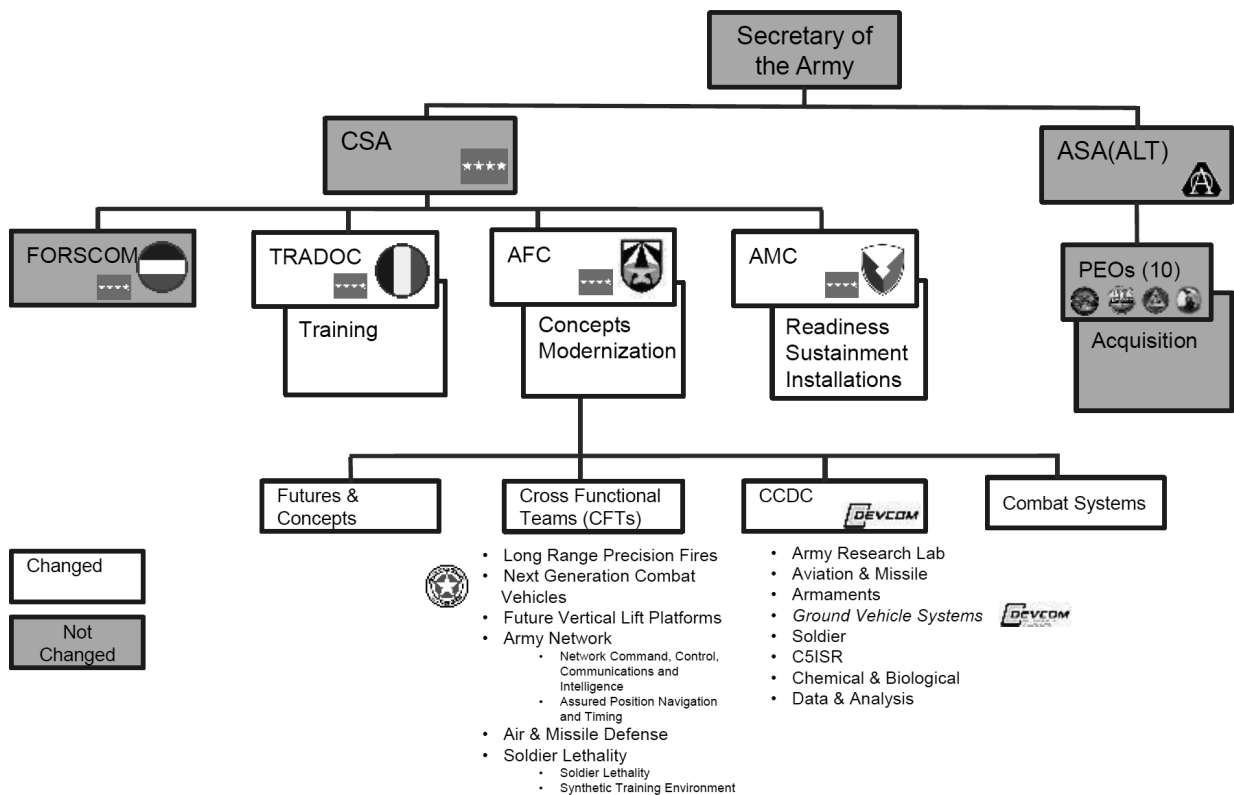 Secretary of
the Army
CSA
ASA(ALT)
FORSCOM
TRADOC
AFC
AMC
PEOs (10)
Training
Concepts
Modernization
Readiness
Sustainment
Installations
Acquisition
Futures &
Concepts
Cross Functional
Teams (CFTs)
CCDC
DEVCOM
Combat Systems
Changed
Not
Changed
• Long Range Precision Fires
• Next Generation Combat
Vehicles
• Future Vertical Lift Platforms
• Army Network
• Network Command, Control,
Communications and
Intelligence
• Assured Position Navigation
and Timing
• Air & Missile Defense
• Soldier Lethality
• Soldier Lethality
• Synthetic Training Environment
• Army Research Lab
• Aviation & Missile
• Armaments
• Ground Vehicle Systems
DEVCOM
• Soldier
• C5ISR
• Chemical & Biological
• Data & Analysis